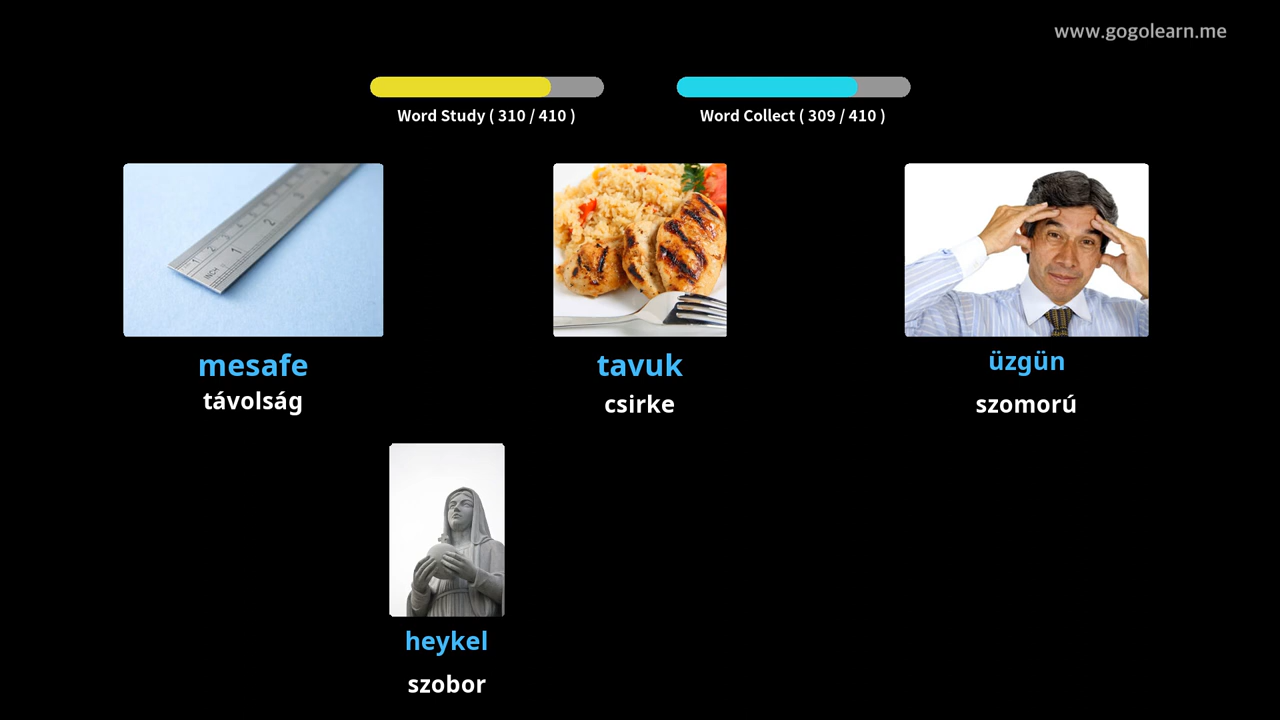 www.gogolearn.me
Word Study ( 310 / 410 )
Word Collect ( 309 / 410 )
mesafe
távolság
tavuk
csirke
üzgün
szomorú
heykel
szobor